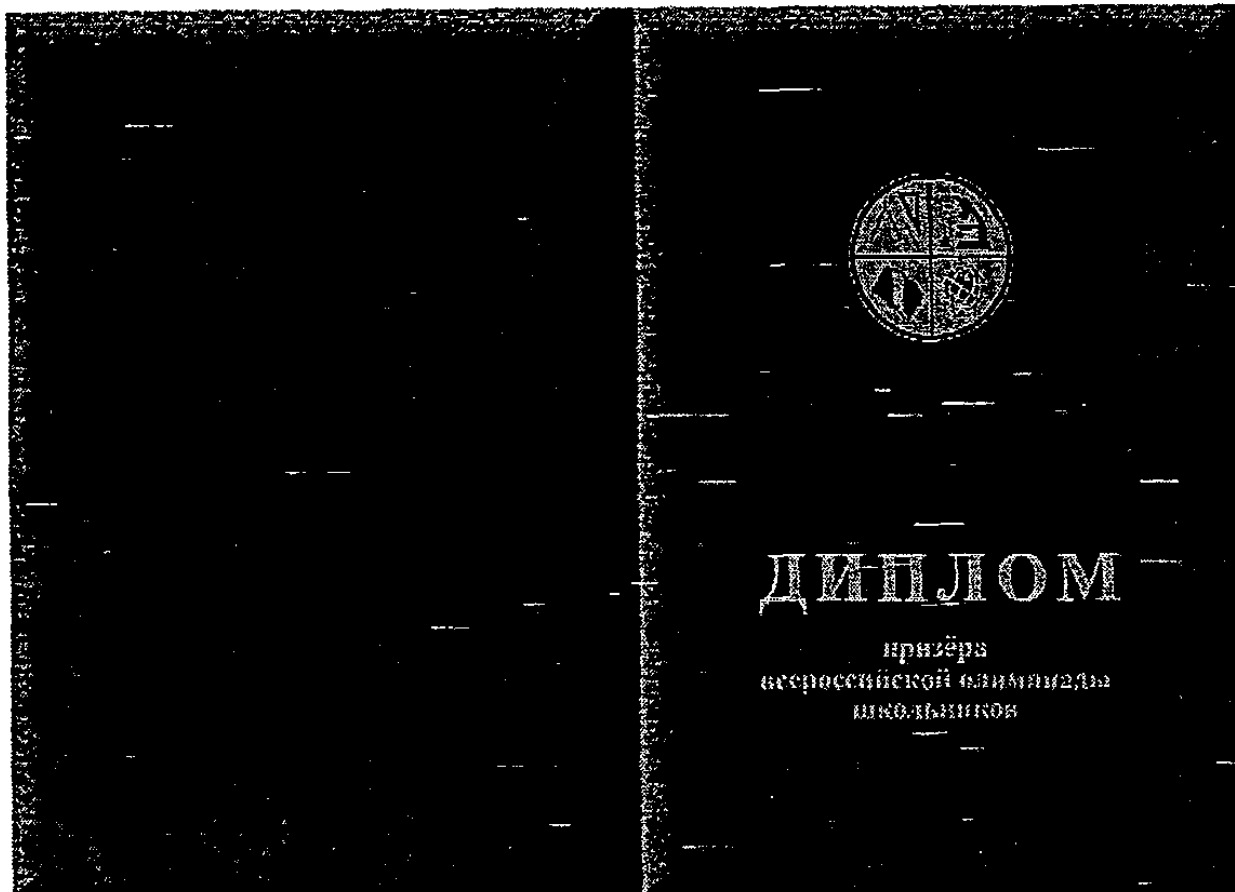 ДИПЛОМ
призёра
всероссийской олимпиады
школьников